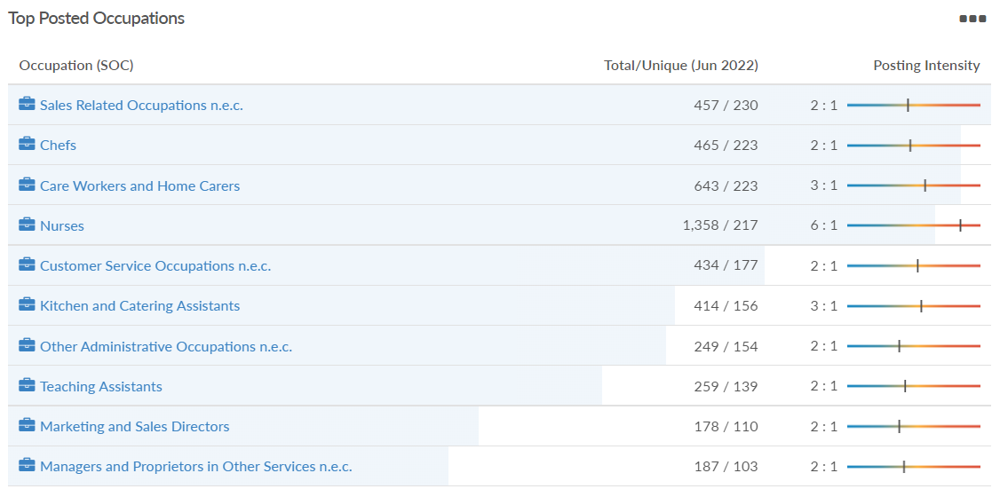 Top Posted Occupations
Occupation (SOC) Total/Unique (Jun 2022) Posting Intensity
Sales Related Occupations n.e.c. 457 / 230 2 : 1
Chefs 465 / 223 2 : 1
Care Workers and Home Carers 643 / 223 3 : 1
Nurses 1,358 / 217 6 : 1
Customer Service Occupations n.e.c. 434 / 177 2 : 1
Kitchen and Catering Assistants 414 / 156 3 : 1
Other Administrative Occupations n.e.c. 249 / 154 2 : 1
Teaching Assistants 259 / 139 2 : 1
Marketing and Sales Directors 178 / 110 2 : 1
Managers and Proprietors in Other Services n.e.c. 187 / 103 2 : 1